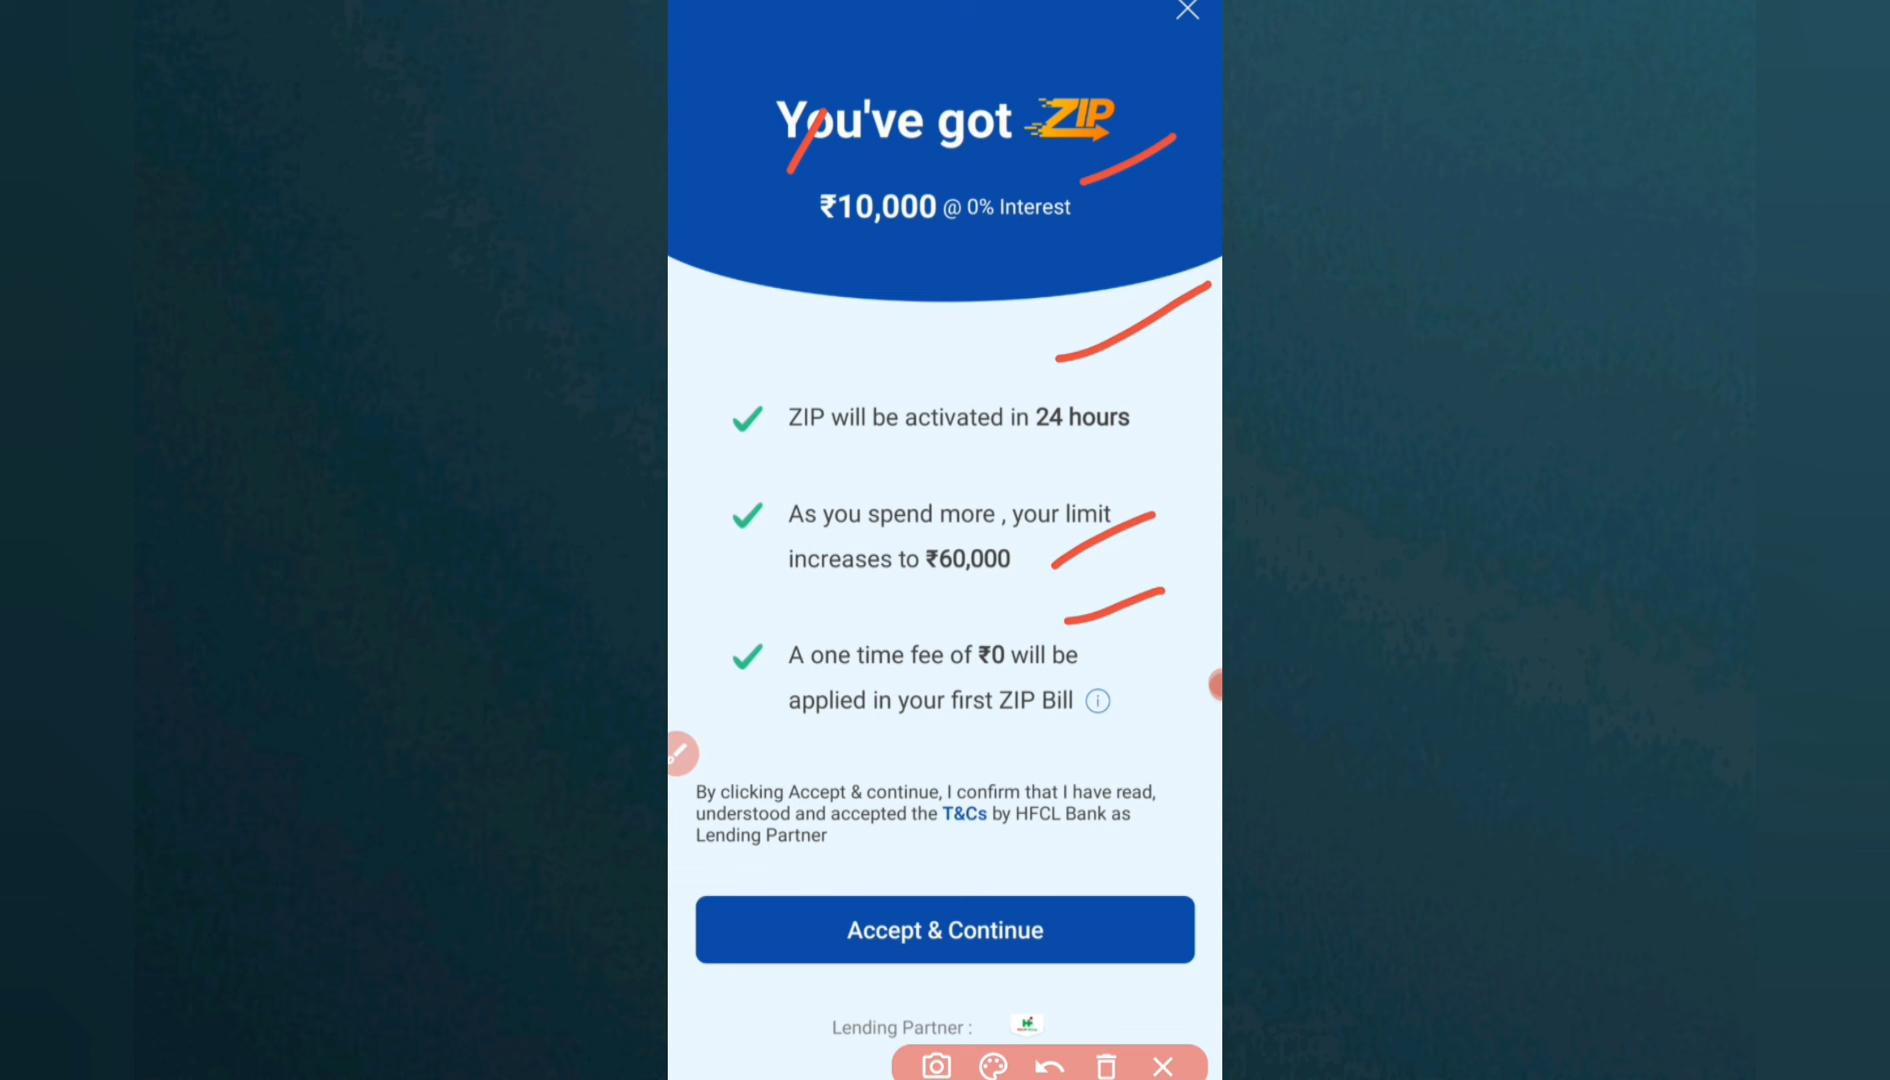 You've got ZIP
₹10,000 @ 0% Interest
ZIP will be activated in 24 hours
As you spend more , your limit
increases to ₹60,000
A one time fee of ₹0 will be
applied in your first ZIP Bill
By clicking Accept & continue, I confirm that I have read,
understood and accepted the T&Cs by HFCL Bank as
Lending Partner
Accept & Continue
Lending Partner :